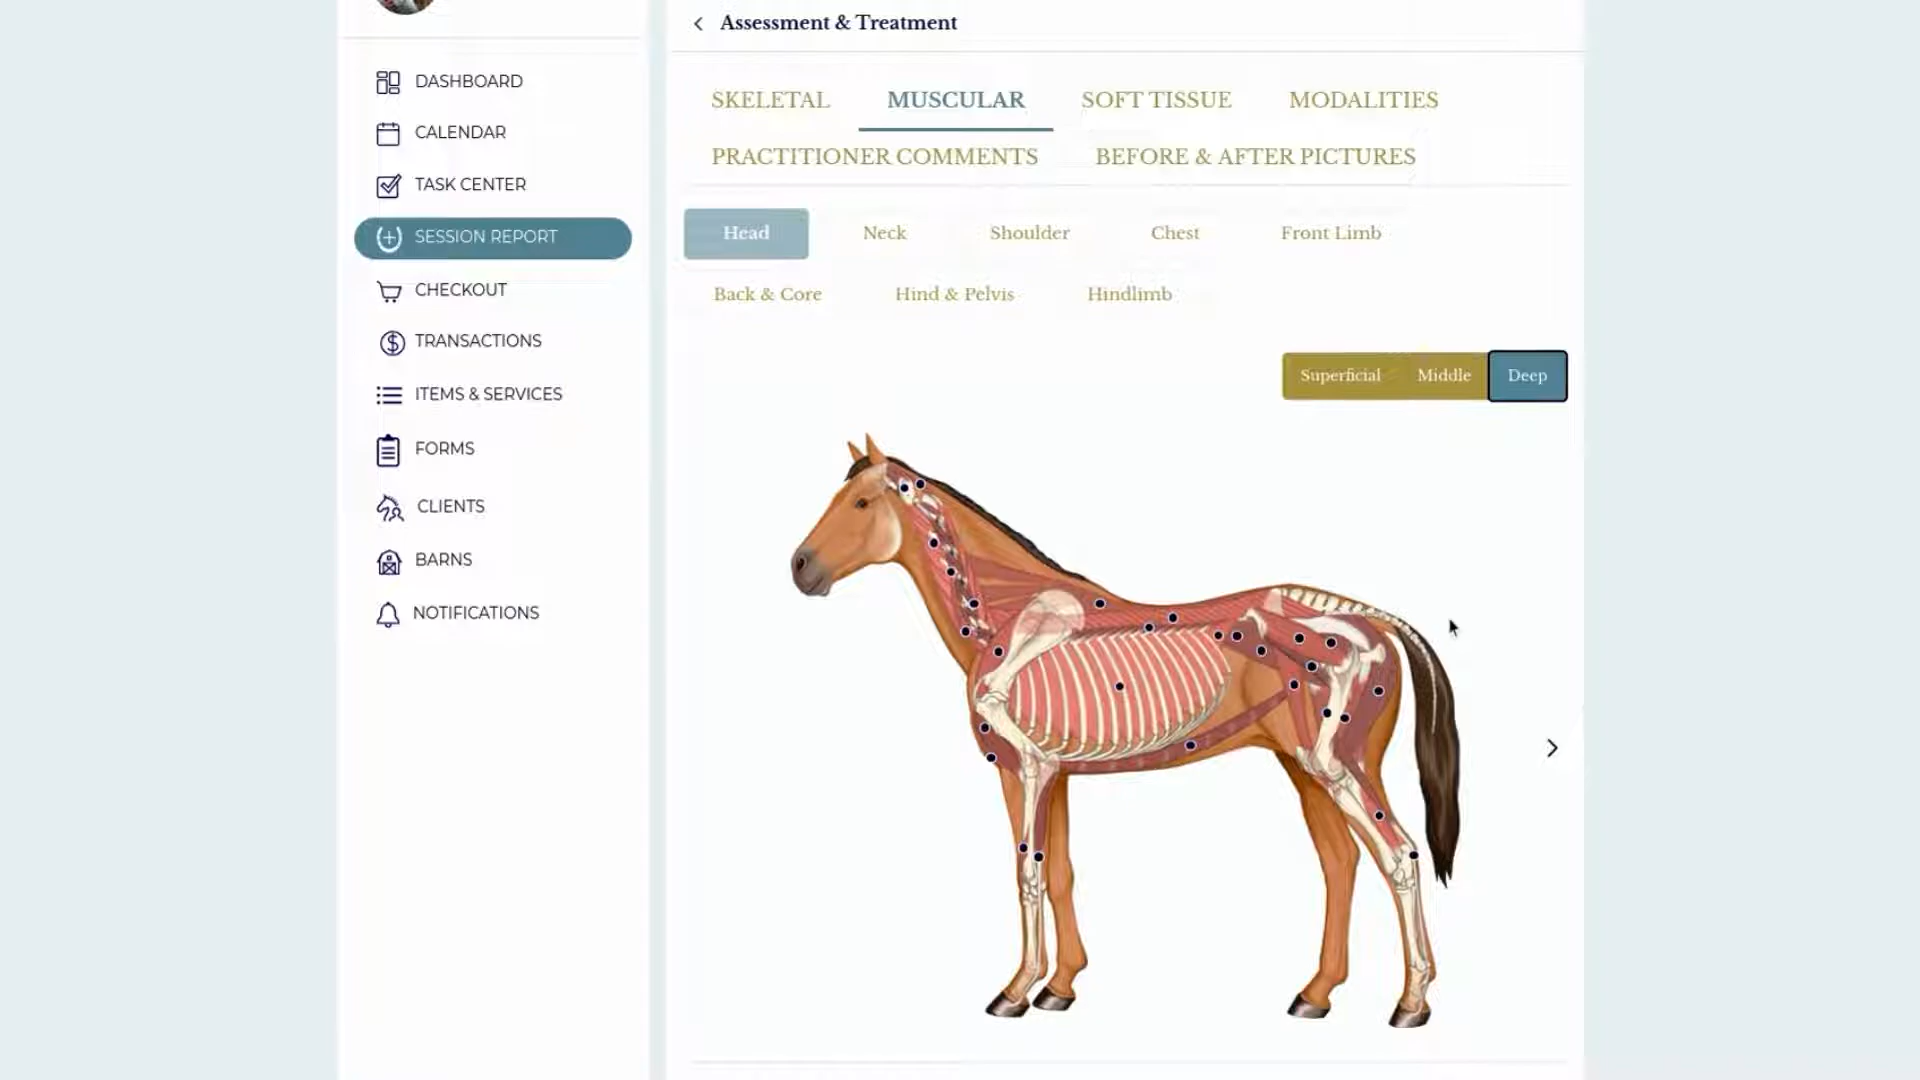 Assessment & Treatment
DASHBOARD
CALENDAR
TASK CENTER
SESSION REPORT
CHECKOUT
TRANSACTIONS
ITEMS & SERVICES
FORMS
CLIENTS
BARNS
NOTIFICATIONS
SKELETAL MUSCULAR SOFT TISSUE MODALITIES
PRACTITIONER COMMENTS BEFORE & AFTER PICTURES
Head Neck Shoulder Chest Front Limb
Back & Core Hind & Pelvis Hindlimb
Superficial Middle Deep